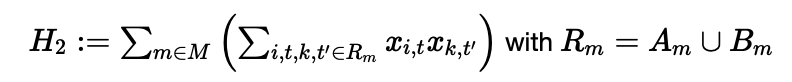 H₂ := ∑_{m∈M} (∑_{i,t,k,t'∈R_m} x_{i,t}x_{k,t'}) with R_m = A_m ∪ B_m